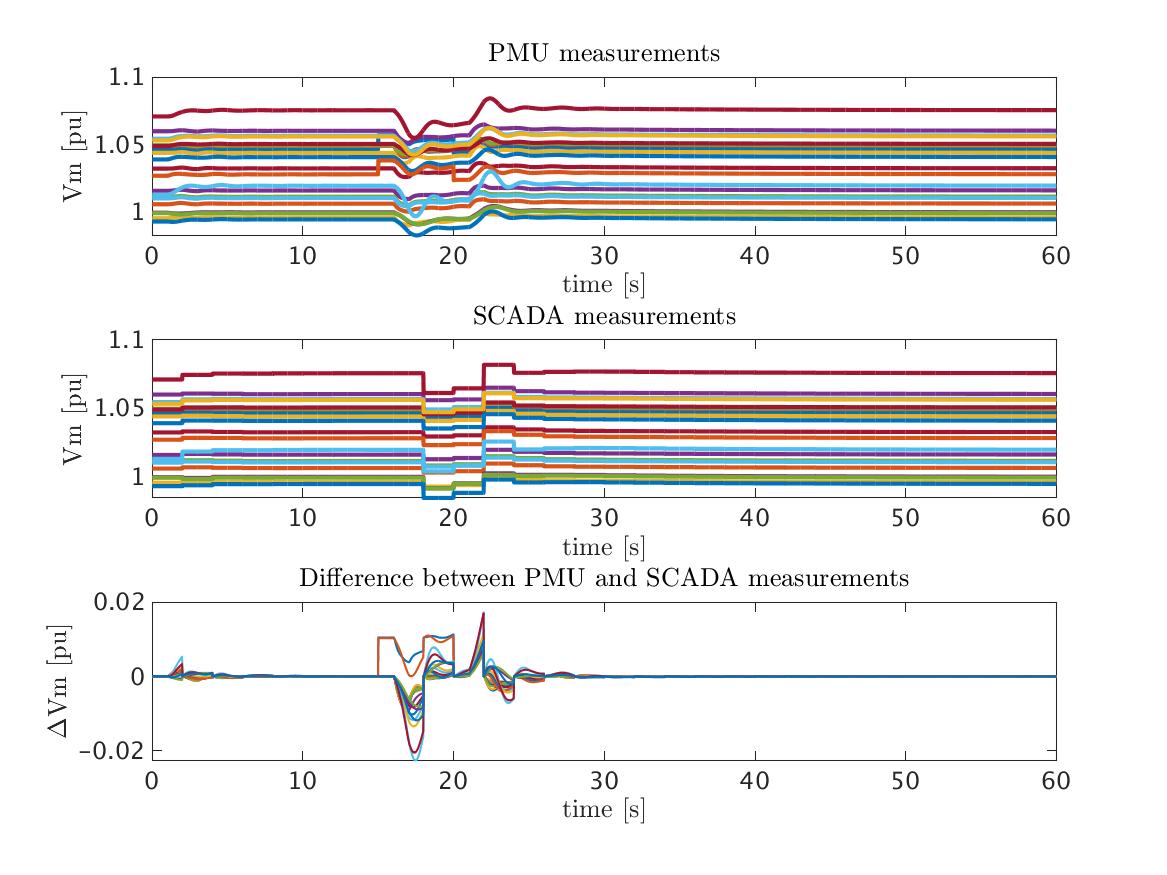 PMU measurements
1.1
1.05
1
Vm [pu]
0 10 20 30 40 50 60
time [s]
SCADA measurements
1.1
1.05
1
Vm [pu]
0 10 20 30 40 50 60
time [s]
Difference between PMU and SCADA measurements
0.02
0
−0.02
ΔVm [pu]
0 10 20 30 40 50 60
time [s]